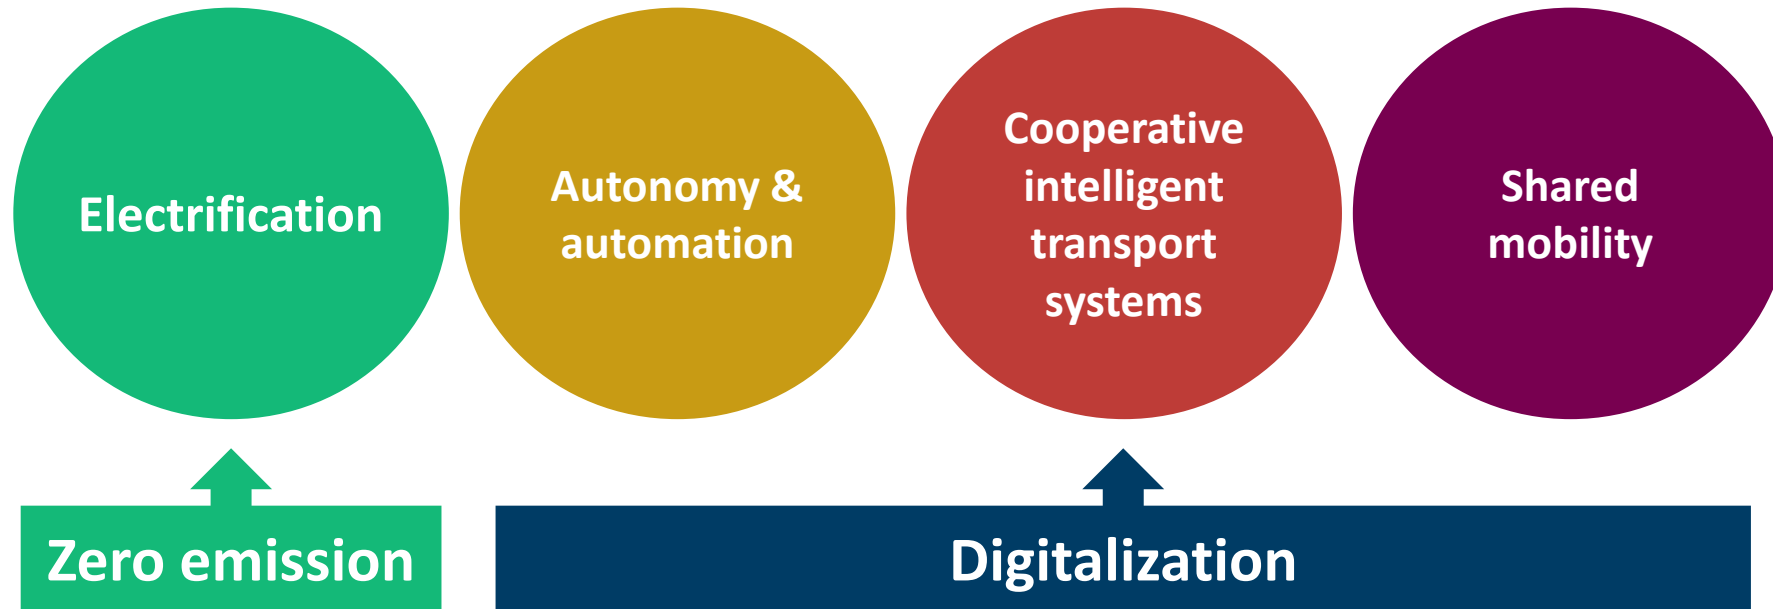 Electrification
Autonomy &
automation
Cooperative
intelligent
transport
systems
Shared
mobility
Zero emission
Digitalization